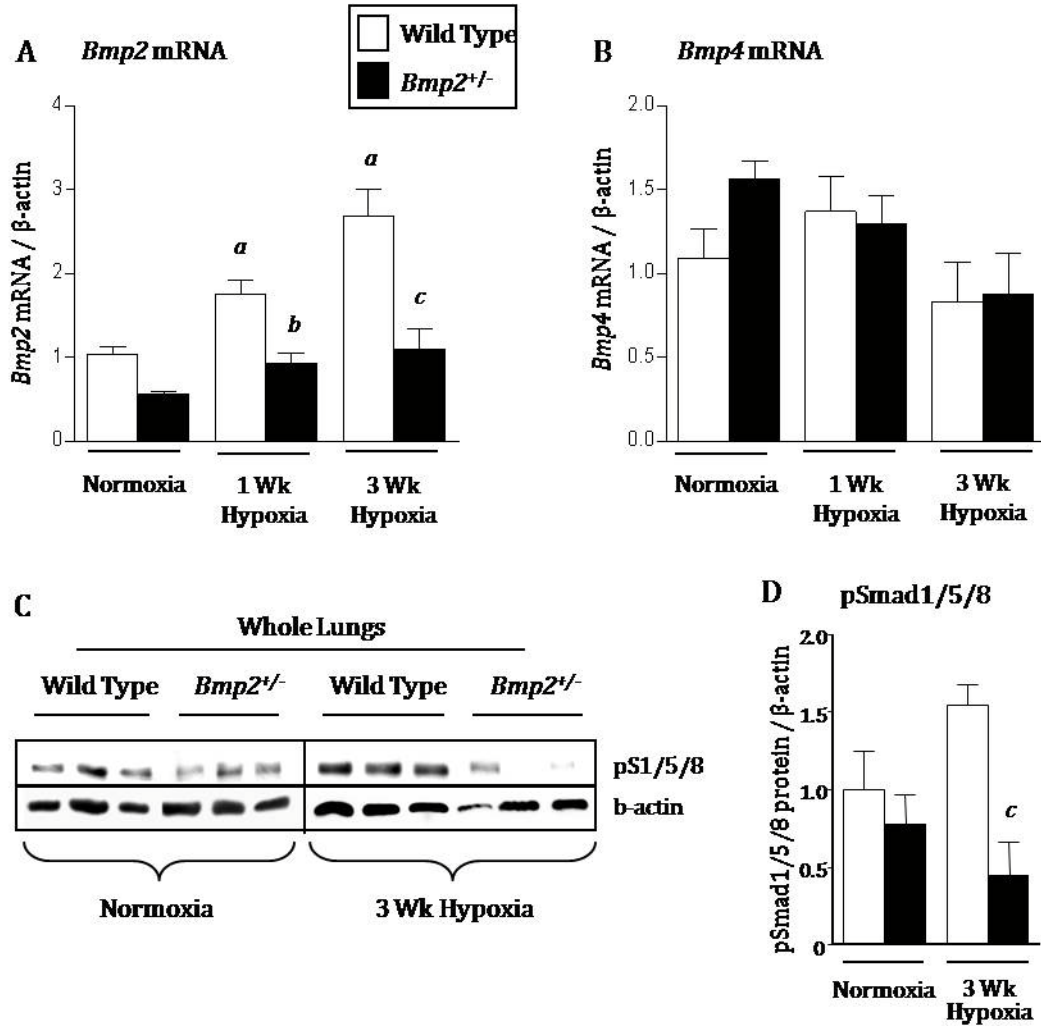 A
Bmp2 mRNA
Wild Type
Bmp2+/-
Bmp2 mRNA / β-actin
4
3
2
1
0
a
b
a
c
Normoxia
1 Wk
Hypoxia
3 Wk
Hypoxia
B
Bmp4 mRNA
Bmp4 mRNA / β-actin
2.0
1.5
1.0
0.5
0.0
Normoxia
1 Wk
Hypoxia
3 Wk
Hypoxia
C
Whole Lungs
Wild Type
Bmp2+/-
Wild Type
Bmp2+/-
pS1/5/8
b-actin
Normoxia
3 Wk Hypoxia
D
pSmad1/5/8
pSmad1/5/8 protein / β-actin
2.0
1.5
1.0
0.5
0
c
Normoxia
3 Wk
Hypoxia